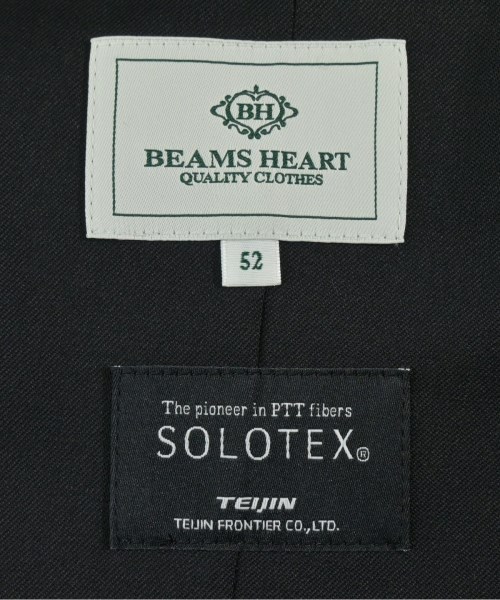 BH
BEAMS HEART
QUALITY CLOTHES
52
The pioneer in PTT fibers
SOLOTEX®
TEIJIN
TEIJIN FRONTIER CO.,LTD.